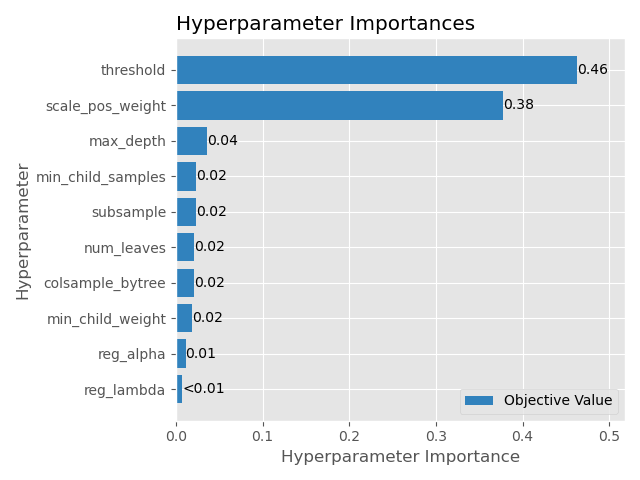 Hyperparameter Importances
Hyperparameter
threshold 0.46
scale_pos_weight 0.38
max_depth 0.04
min_child_samples 0.02
subsample 0.02
num_leaves 0.02
colsample_bytree 0.02
min_child_weight 0.02
reg_alpha 0.01
reg_lambda <0.01
Objective Value
0.0 0.1 0.2 0.3 0.4 0.5
Hyperparameter Importance